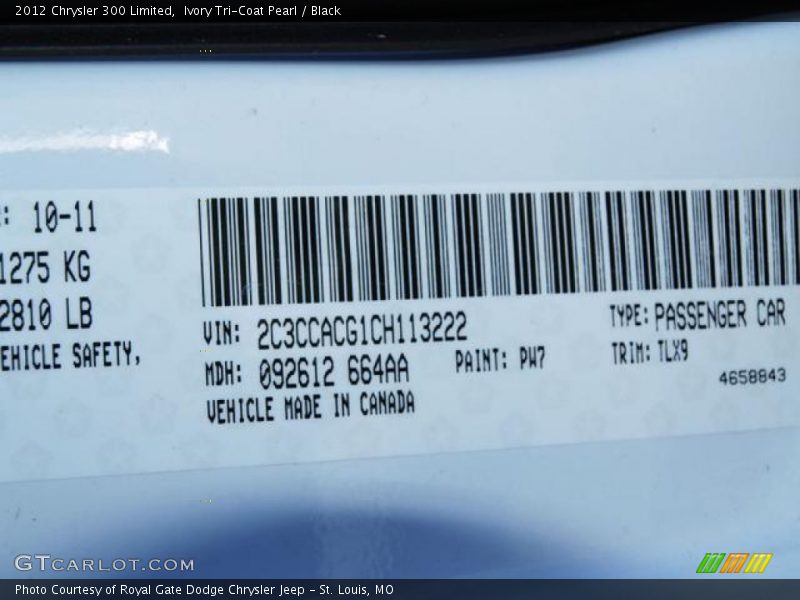 2012 Chrysler 300 Limited, Ivory Tri-Coat Pearl / Black
: 10-11
1275 KG
2810 LB
EHICLE SAFETY.
VIN: 2C3CCACG1CH113222
TYPE: PASSENGER CAR
MDH: 092612 664AA
PAINT: PW7
TRIM: TLX9
VEHICLE MADE IN CANADA
4658843
GTCARLOT.COM
Photo Courtesy of Royal Gate Dodge Chrysler Jeep - St. Louis, MO